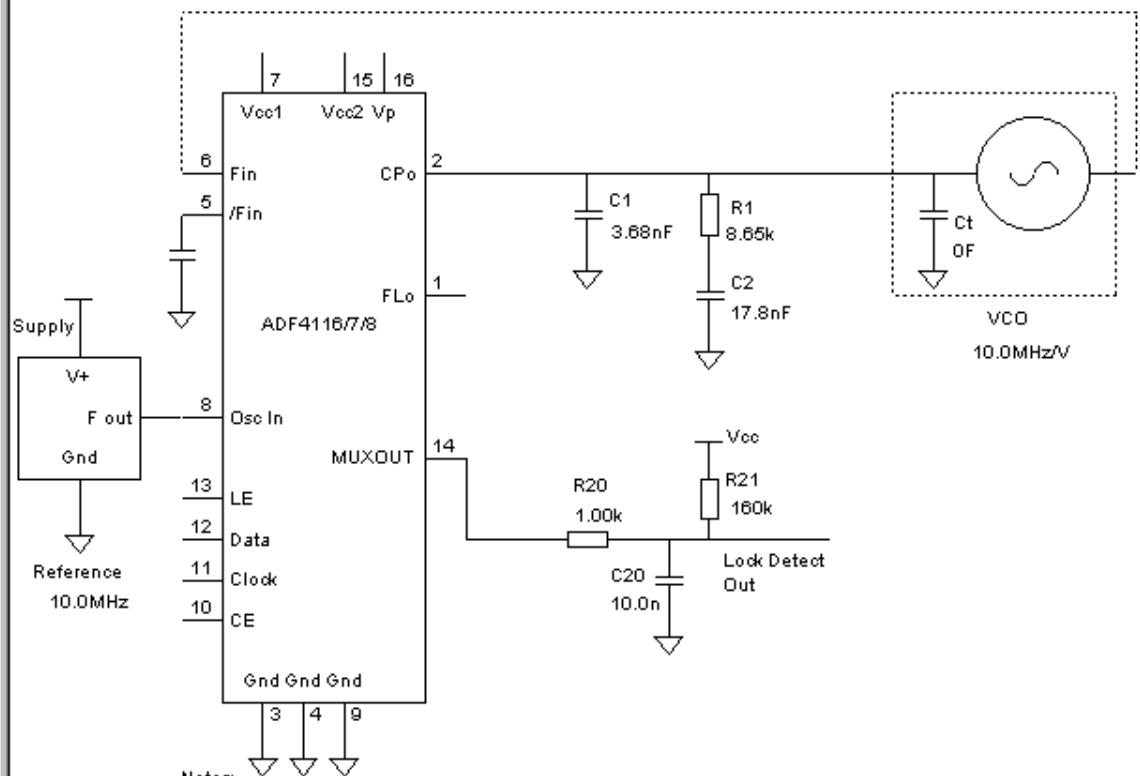 7 15 16
Vcc1 Vcc2 Vp
6 Fin CPo 2
5 /Fin
C1
3.68nF
R1
8.65k
C2
17.8nF
Ct
0F
VCO
10.0MHz/V
FLo 1
ADF4116/7/8
Supply
V+
F out
Gnd
8 Osc In
MUXOUT 14
Vcc
R21
160k
R20
1.00k
13 LE
12 Data
11 Clock
10 CE
Reference
10.0MHz
C20
10.0n
Lock Detect
Out
Gnd Gnd Gnd
3 4 9